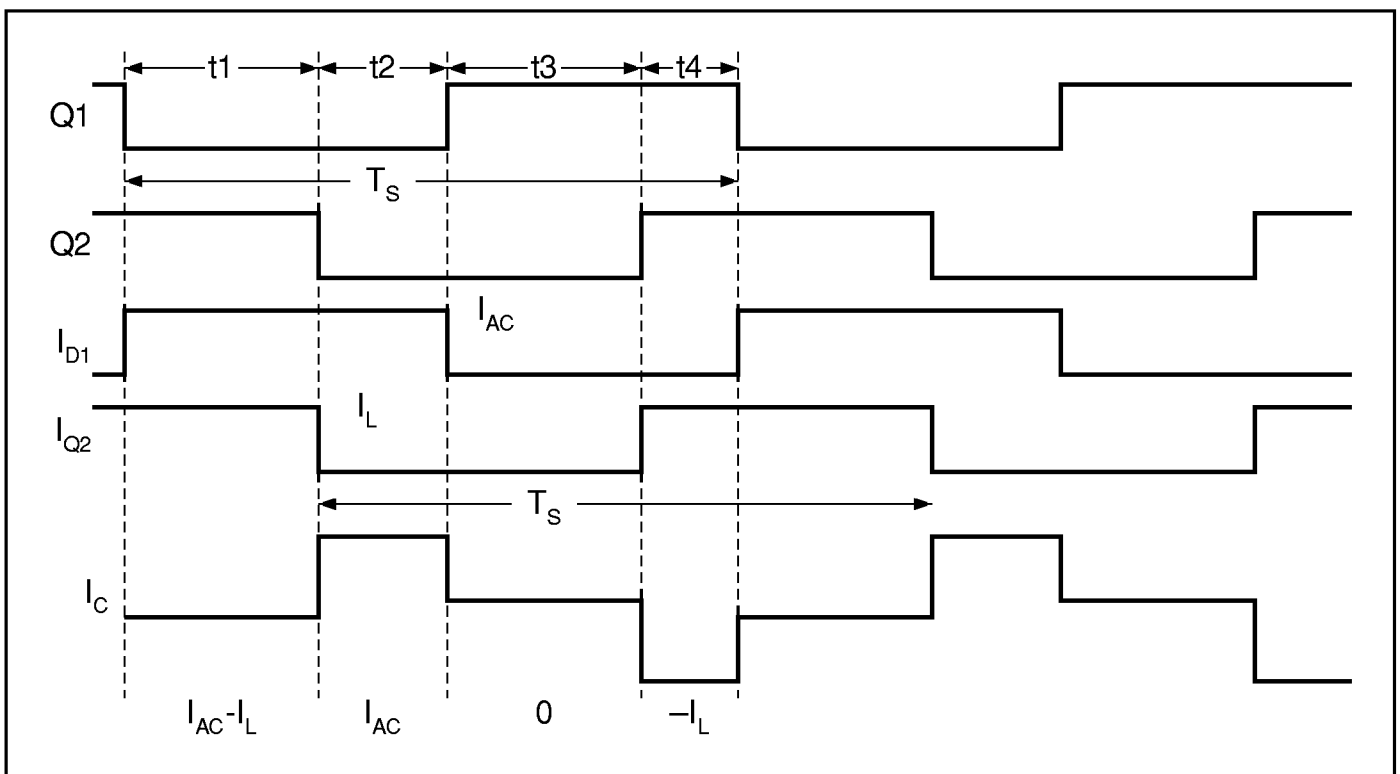 t1 t2 t3 t4
Q1
T_S
Q2
I_AC
I_D1
I_L
I_Q2
T_S
I_C
I_AC-I_L I_AC 0 –I_L